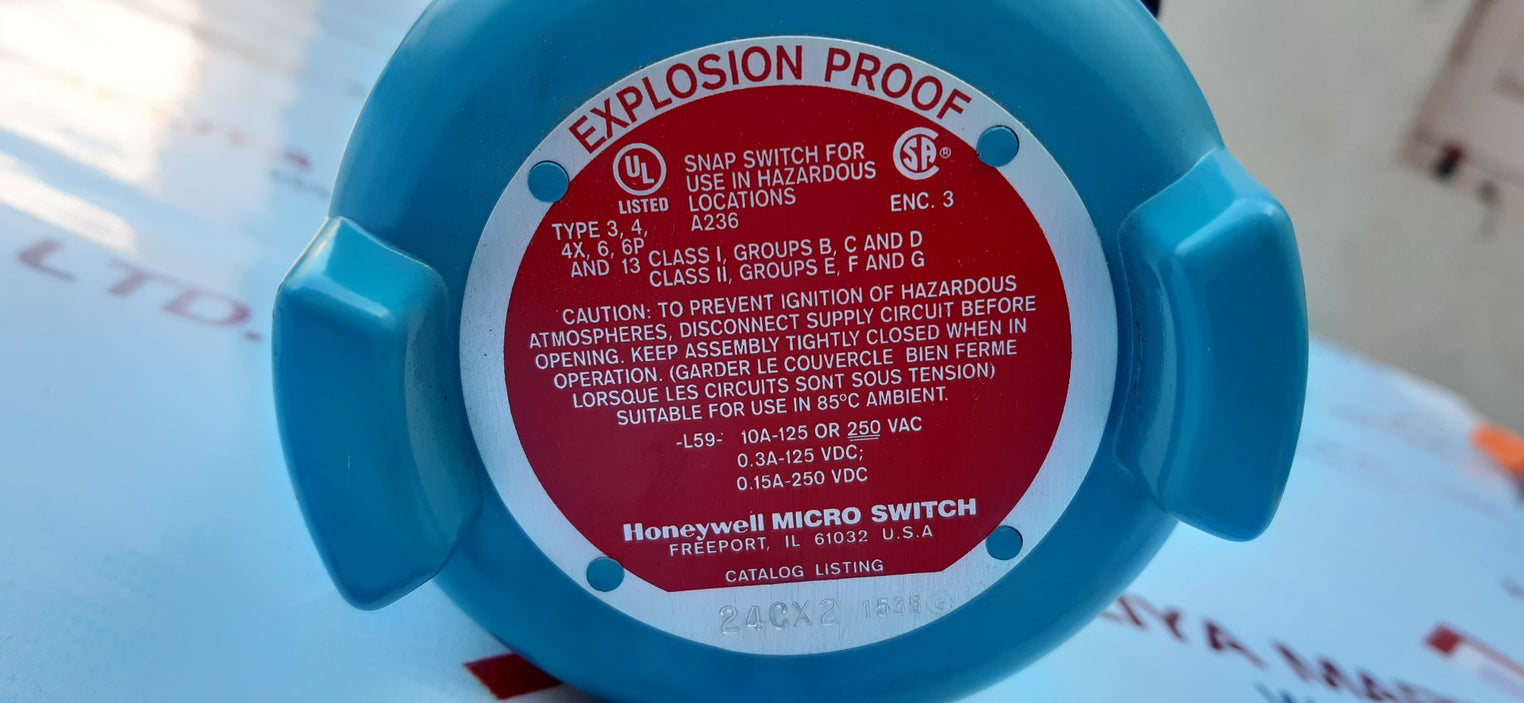 EXPLOSION PROOF
UL
LISTED
SNAP SWITCH FOR
USE IN HAZARDOUS
LOCATIONS
A236
SA®
ENC. 3
TYPE 3, 4,
4X, 6, 6P
AND 13
CLASS I, GROUPS B, C AND D
CLASS II, GROUPS E, F AND G
CAUTION: TO PREVENT IGNITION OF HAZARDOUS
ATMOSPHERES, DISCONNECT SUPPLY CIRCUIT BEFORE
OPENING. KEEP ASSEMBLY TIGHTLY CLOSED WHEN IN
OPERATION. (GARDER LE COUVERCLE BIEN FERME
LORSQUE LES CIRCUITS SONT SOUS TENSION)
SUITABLE FOR USE IN 85°C AMBIENT.
-L59- 10A-125 OR 250 VAC
0.3A-125 VDC;
0.15A-250 VDC
Honeywell MICRO SWITCH
FREEPORT, IL 61032 U.S.A
CATALOG LISTING
24CX2
LTD.